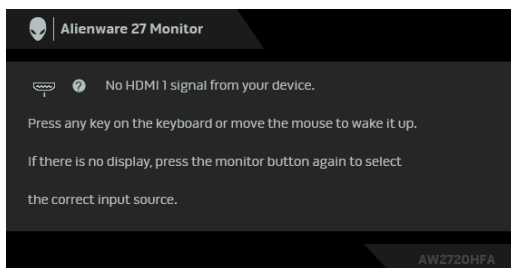 Alienware 27 Monitor
No HDMI 1 signal from your device.
Press any key on the keyboard or move the mouse to wake it up.
If there is no display, press the monitor button again to select
the correct input source.
AW2720HFA